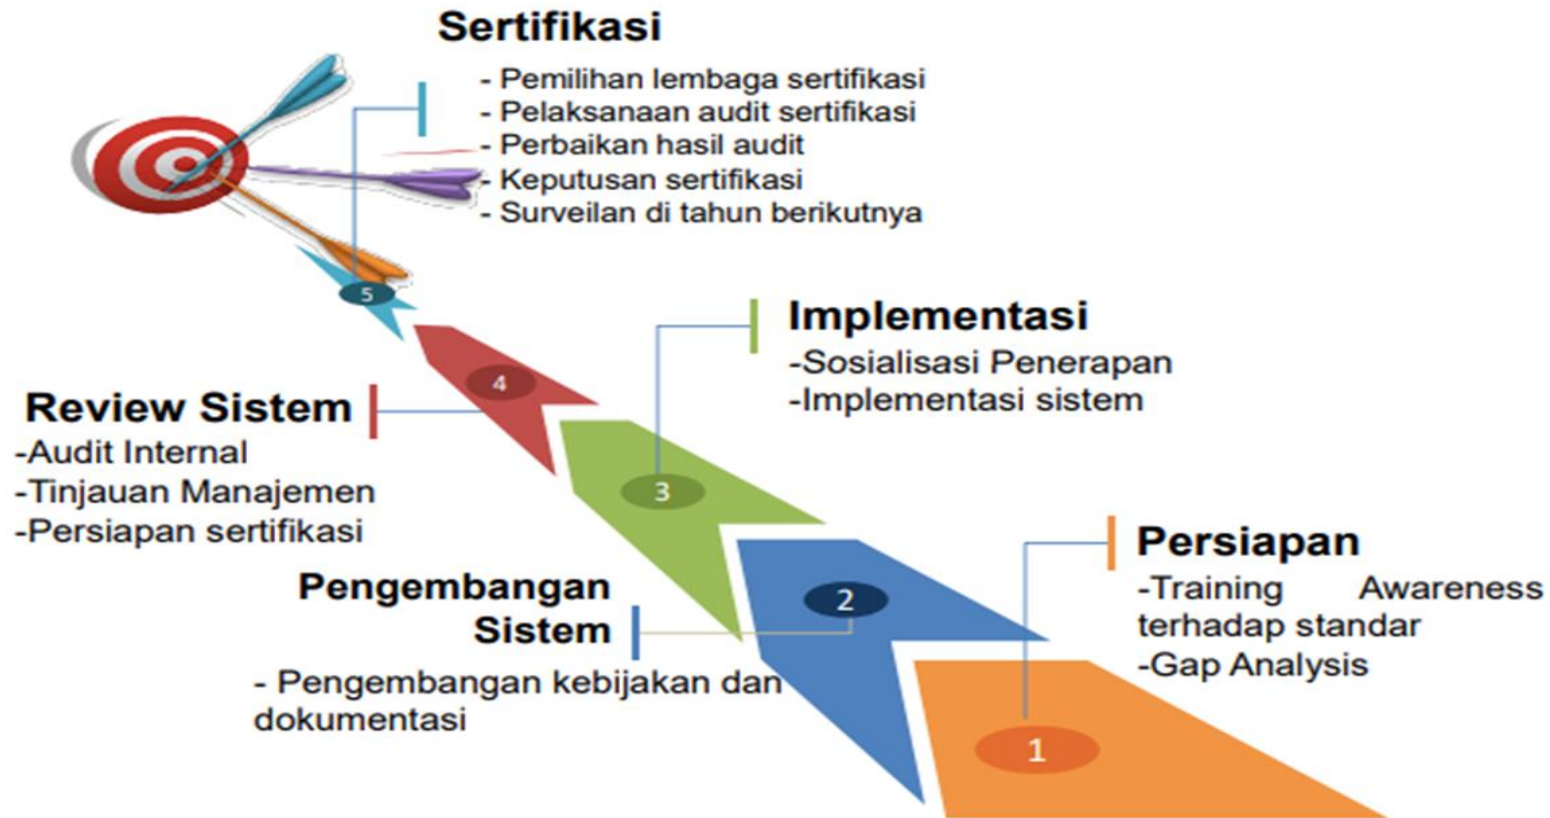 Sertifikasi
- Pemilihan lembaga sertifikasi
- Pelaksanaan audit sertifikasi
- Perbaikan hasil audit
- Keputusan sertifikasi
- Surveilan di tahun berikutnya
5
Implementasi
-Sosialisasi Penerapan
-Implementasi sistem
4
Review Sistem
-Audit Internal
-Tinjauan Manajemen
-Persiapan sertifikasi
3
Persiapan
-Training Awareness
terhadap standar
-Gap Analysis
Pengembangan
Sistem
- Pengembangan kebijakan dan
dokumentasi
2
1